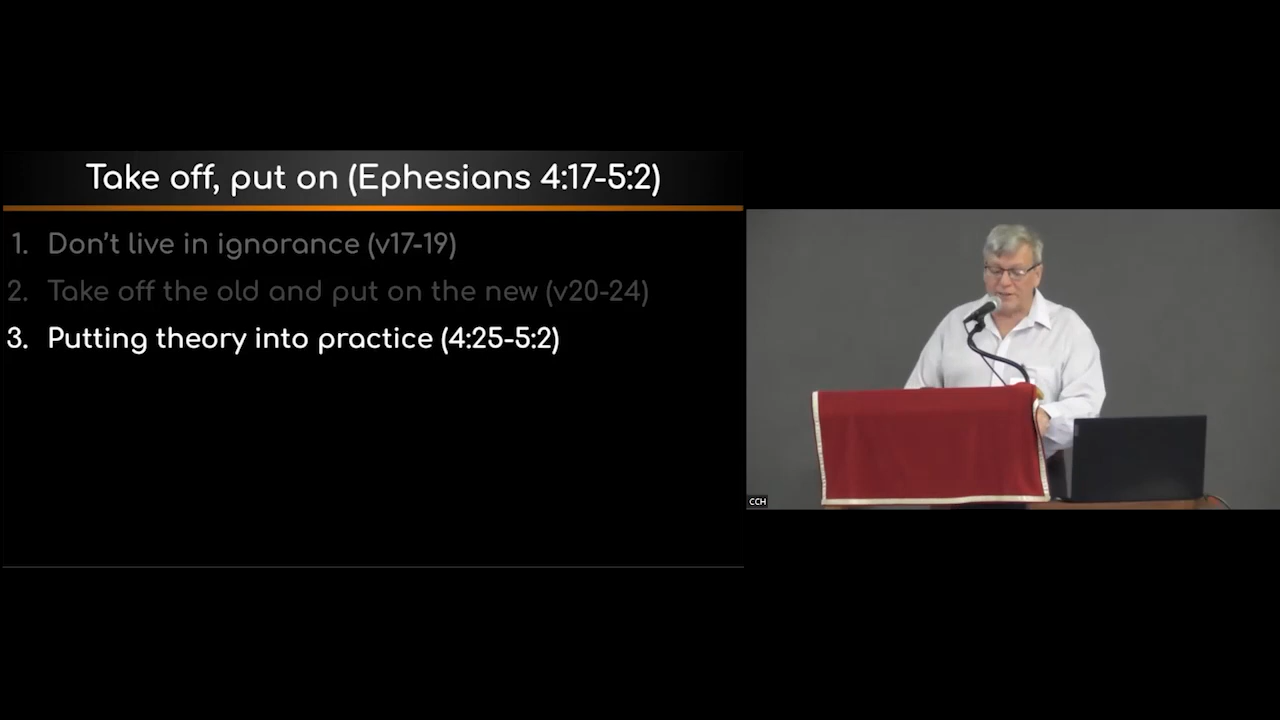 Take off, put on (Ephesians 4:17-5:2)
1. Don't live in ignorance (v17-19)
2. Take off the old and put on the new (v20-24)
3. Putting theory into practice (4:25-5:2)
CCH